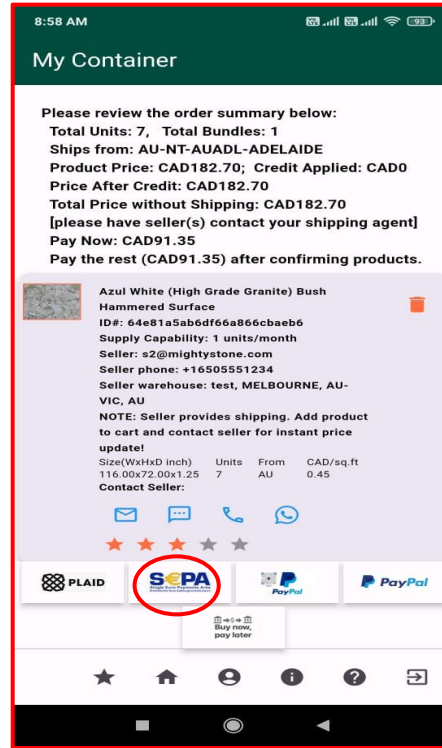 8:58 AM
93
My Container
Please review the order summary below:
Total Units: 7, Total Bundles: 1
Ships from: AU-NT-AUADL-ADELAIDE
Product Price: CAD182.70; Credit Applied: CAD0
Price After Credit: CAD182.70
Total Price without Shipping: CAD182.70
[please have seller(s) contact your shipping agent]
Pay Now: CAD91.35
Pay the rest (CAD91.35) after confirming products.
Azul White (High Grade Granite) Bush
Hammered Surface
ID#: 64e81a5ab6df66a866cbaeb6
Supply Capability: 1 units/month
Seller: s2@mightystone.com
Seller phone: +16505551234
Seller warehouse: test, MELBOURNE, AU-
VIC, AU
NOTE: Seller provides shipping. Add product
to cart and contact seller for instant price
update!
Size(WxHxD inch) Units From CAD/sq.ft
116.00x72.00x1.25 7 AU 0.45
Contact Seller:
PLAID
S€PA
PayPal
PayPal
Buy now,
pay later